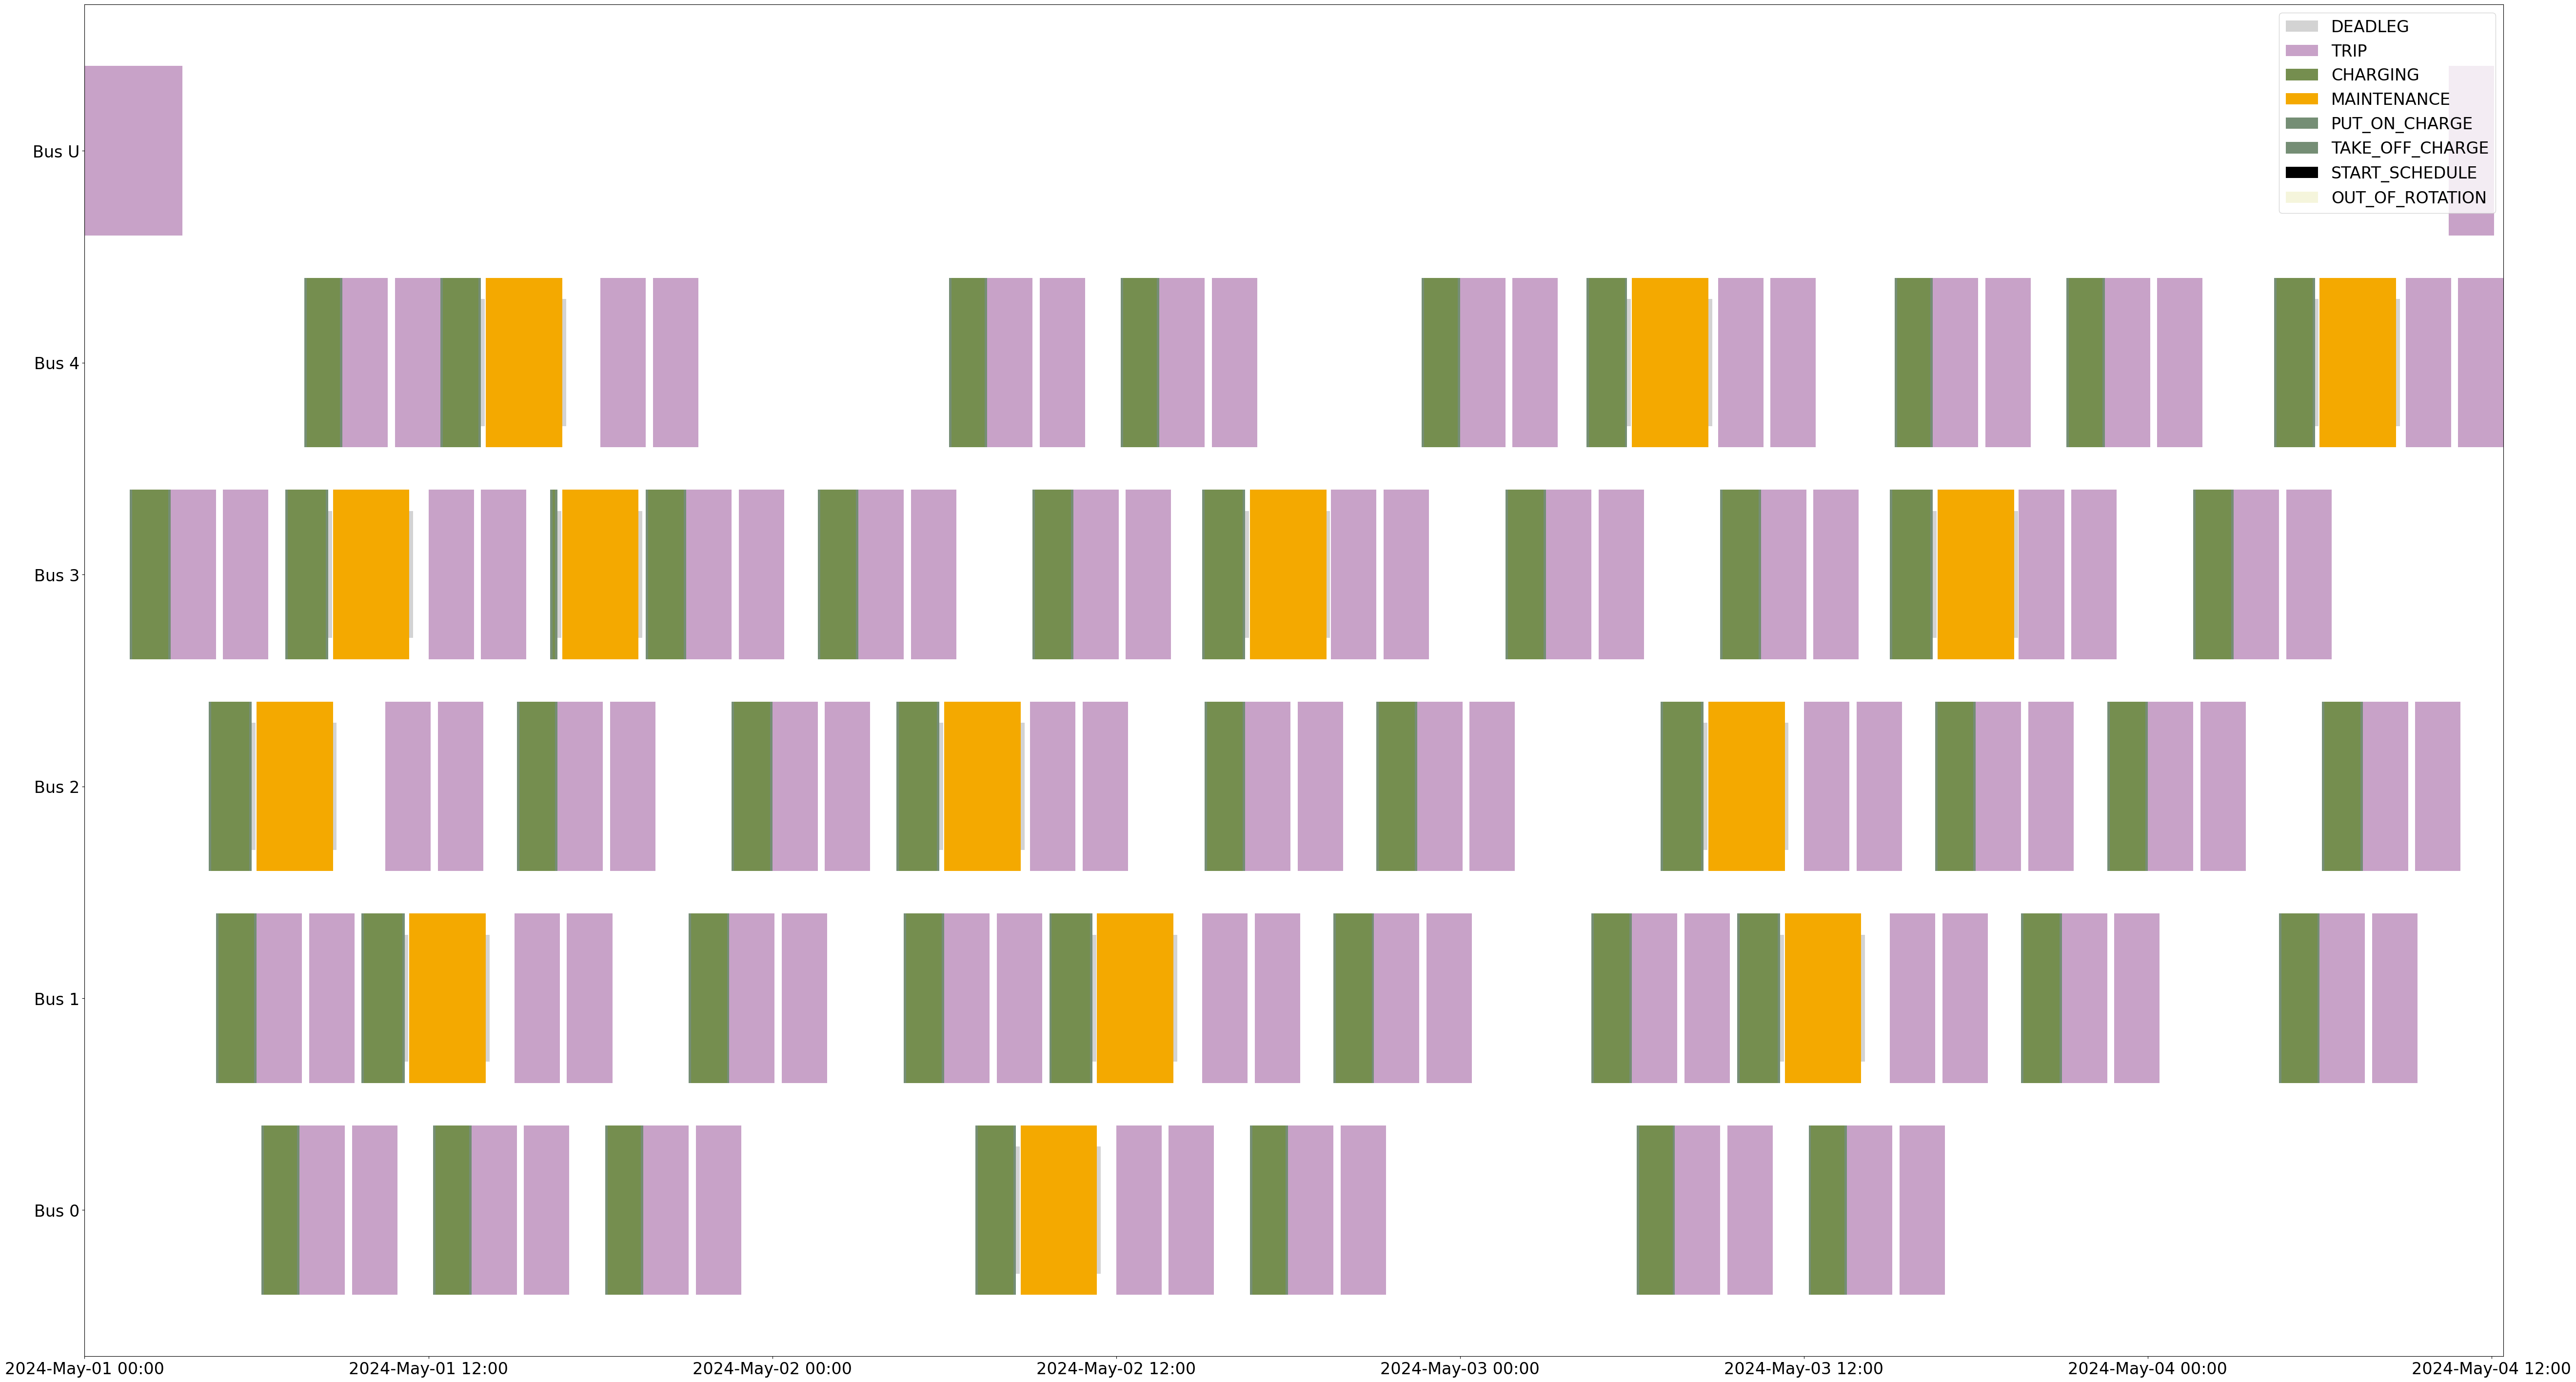 DEADLEG
TRIP
CHARGING
MAINTENANCE
PUT_ON_CHARGE
TAKE_OFF_CHARGE
START_SCHEDULE
OUT_OF_ROTATION
Bus U
Bus 4
Bus 3
Bus 2
Bus 1
Bus 0
2024-May-01 00:00
2024-May-01 12:00
2024-May-02 00:00
2024-May-02 12:00
2024-May-03 00:00
2024-May-03 12:00
2024-May-04 00:00
2024-May-04 12:00